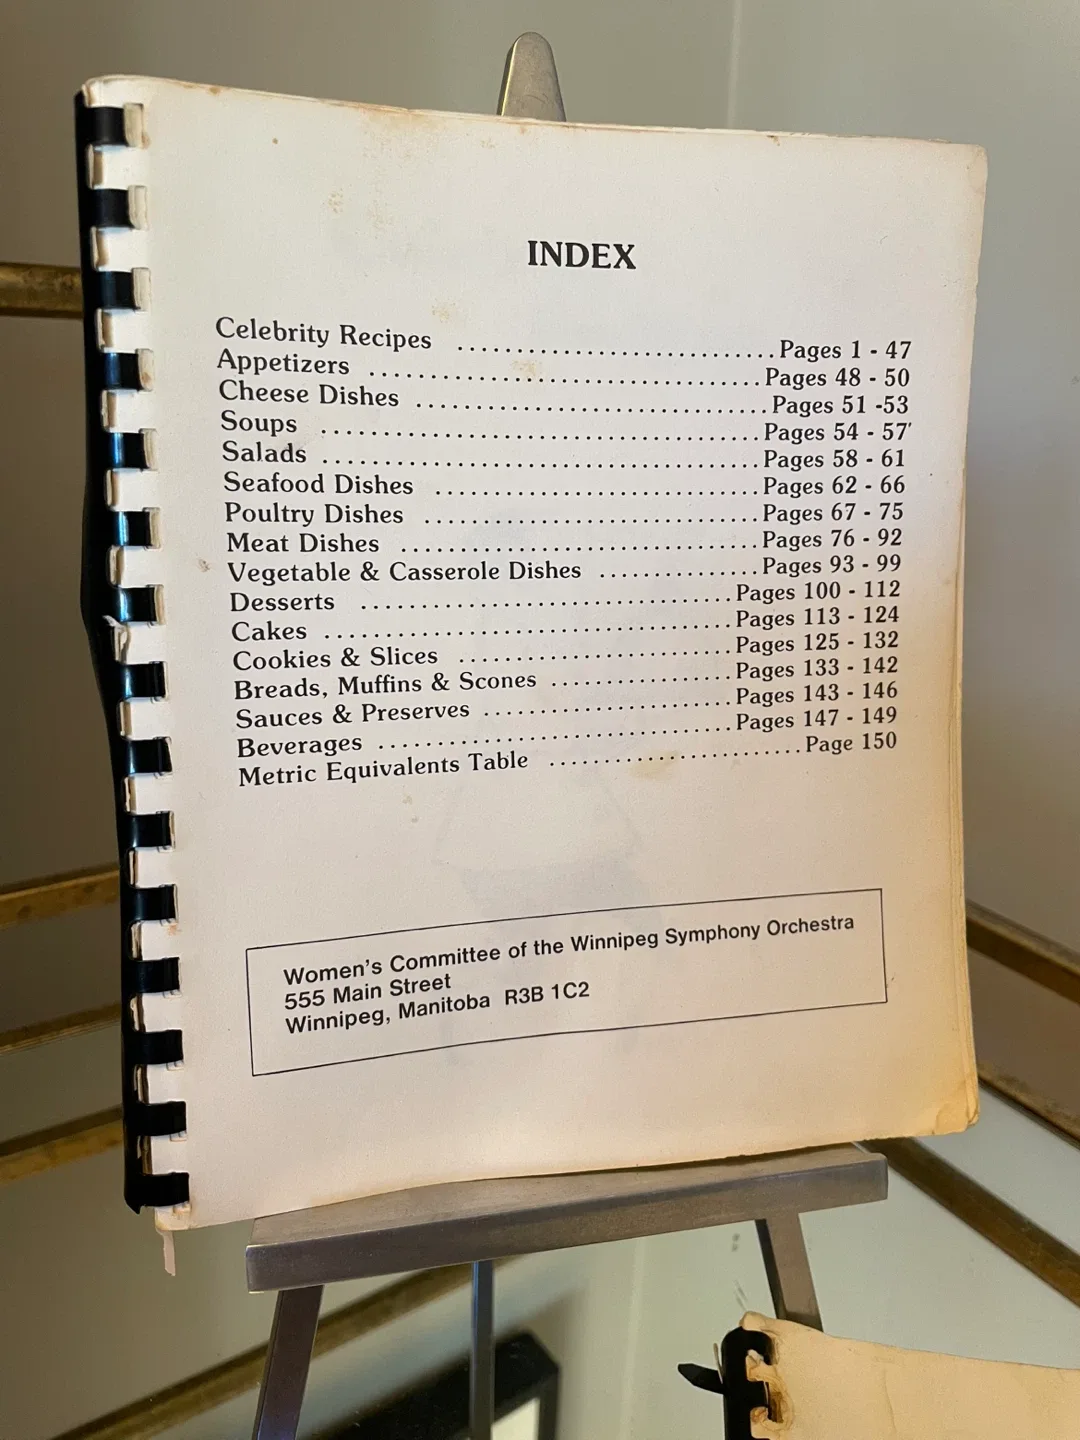 INDEX
Celebrity Recipes ............................ Pages 1 - 47
Appetizers ................................... Pages 48 - 50
Cheese Dishes ................................ Pages 51 -53
Soups ........................................ Pages 54 - 57
Salads ....................................... Pages 58 - 61
Seafood Dishes ............................... Pages 62 - 66
Poultry Dishes ............................... Pages 67 - 75
Meat Dishes .................................. Pages 76 - 92
Vegetable & Casserole Dishes ............... Pages 93 - 99
Desserts ................................. Pages 100 - 112
Cakes .................................... Pages 113 - 124
Cookies & Slices ......................... Pages 125 - 132
Breads, Muffins & Scones ................. Pages 133 - 142
Sauces & Preserves ....................... Pages 143 - 146
Beverages ................................ Pages 147 - 149
Metric Equivalents Table ....................... Page 150
Women's Committee of the Winnipeg Symphony Orchestra
555 Main Street
Winnipeg, Manitoba R3B 1C2